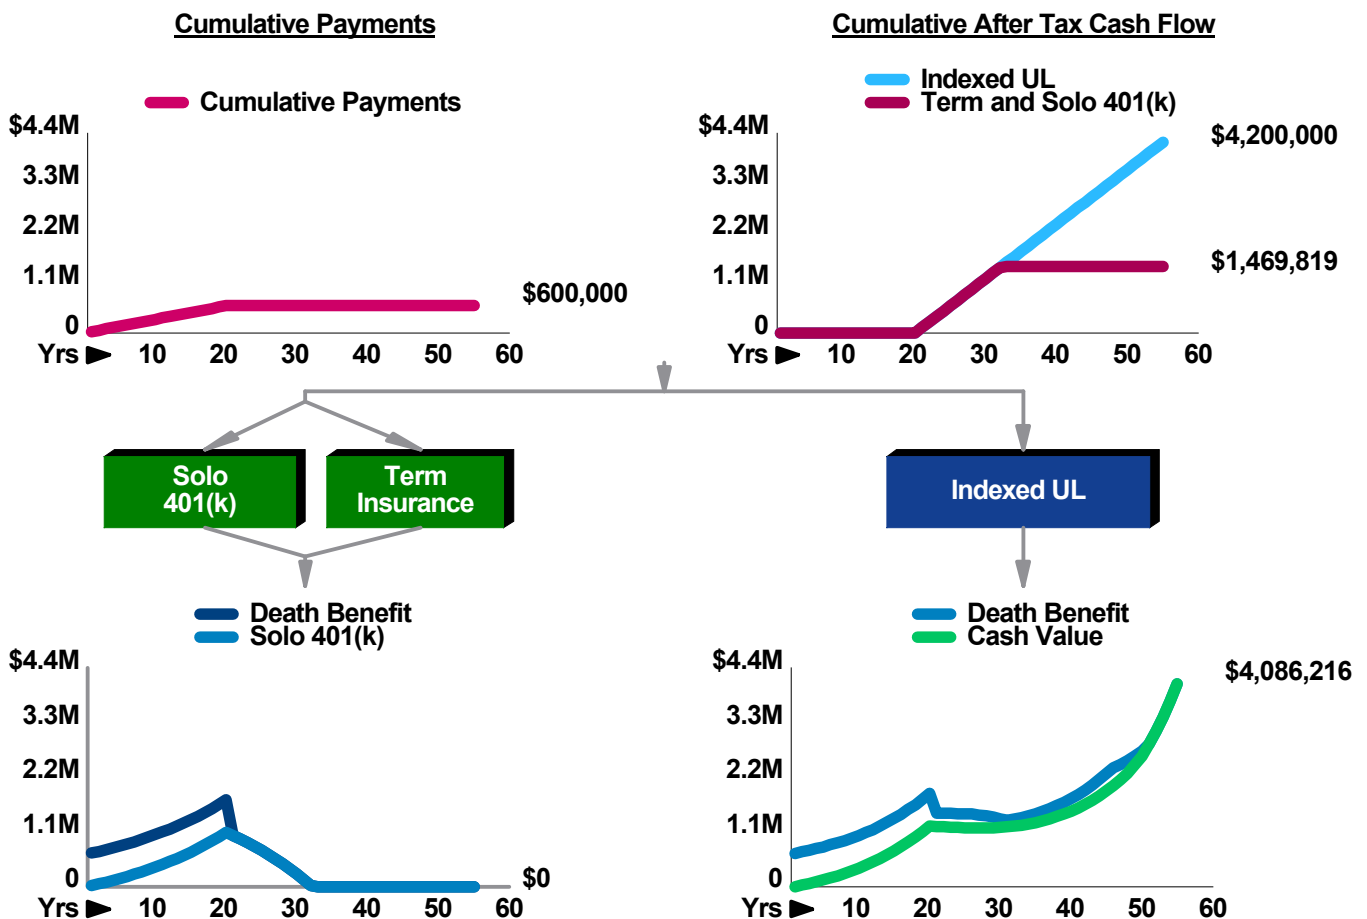 Cumulative Payments
Cumulative Payments
$4.4M
3.3M
2.2M
1.1M
0
$600,000
Yrs 10 20 30 40 50 60
Cumulative After Tax Cash Flow
Indexed UL
Term and Solo 401(k)
$4.4M
3.3M
2.2M
1.1M
0
$4,200,000
$1,469,819
Yrs 10 20 30 40 50 60
Solo
401(k)
Term
Insurance
Indexed UL
Death Benefit
Solo 401(k)
$4.4M
3.3M
2.2M
1.1M
0
$0
Yrs 10 20 30 40 50 60
Death Benefit
Cash Value
$4.4M
3.3M
2.2M
1.1M
0
$4,086,216
Yrs 10 20 30 40 50 60